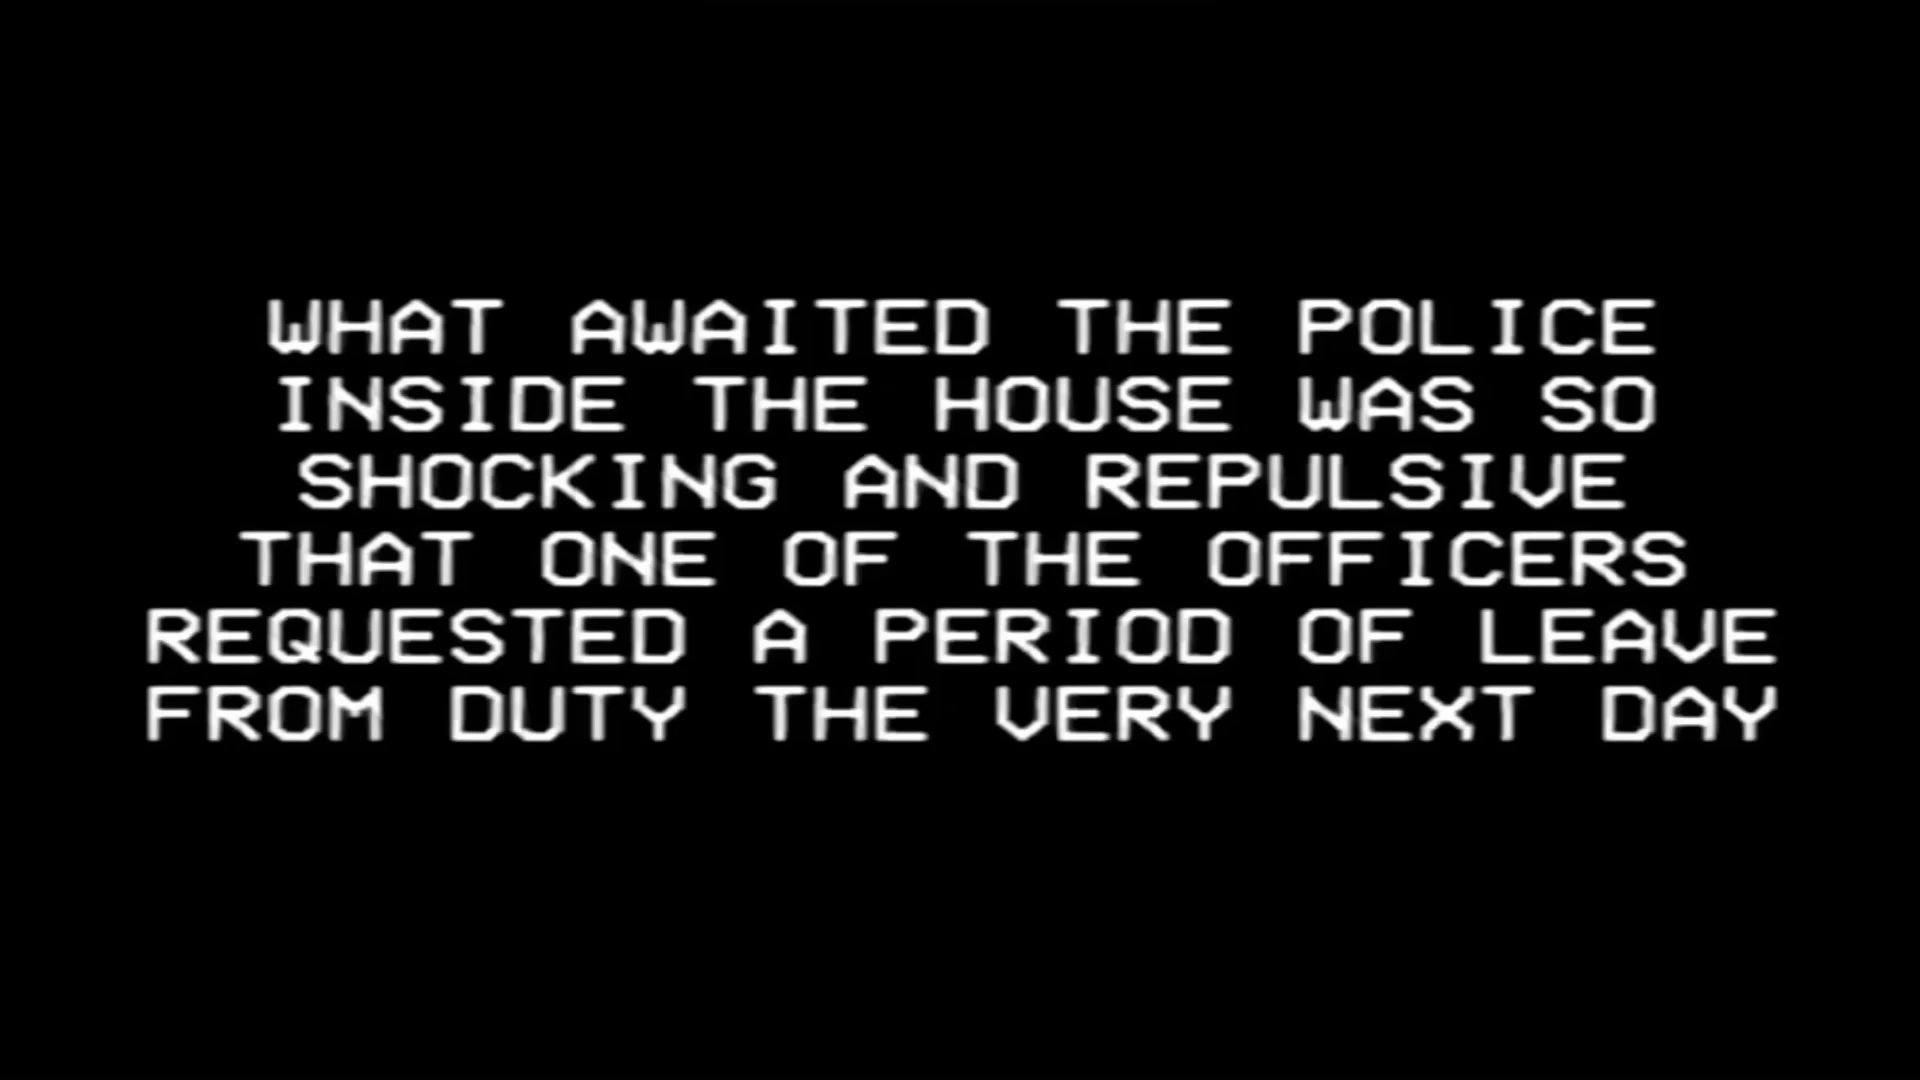 WHAT AWAITED THE POLICE
INSIDE THE HOUSE WAS SO
SHOCKING AND REPULSIVE
THAT ONE OF THE OFFICERS
REQUESTED A PERIOD OF LEAVE
FROM DUTY THE VERY NEXT DAY